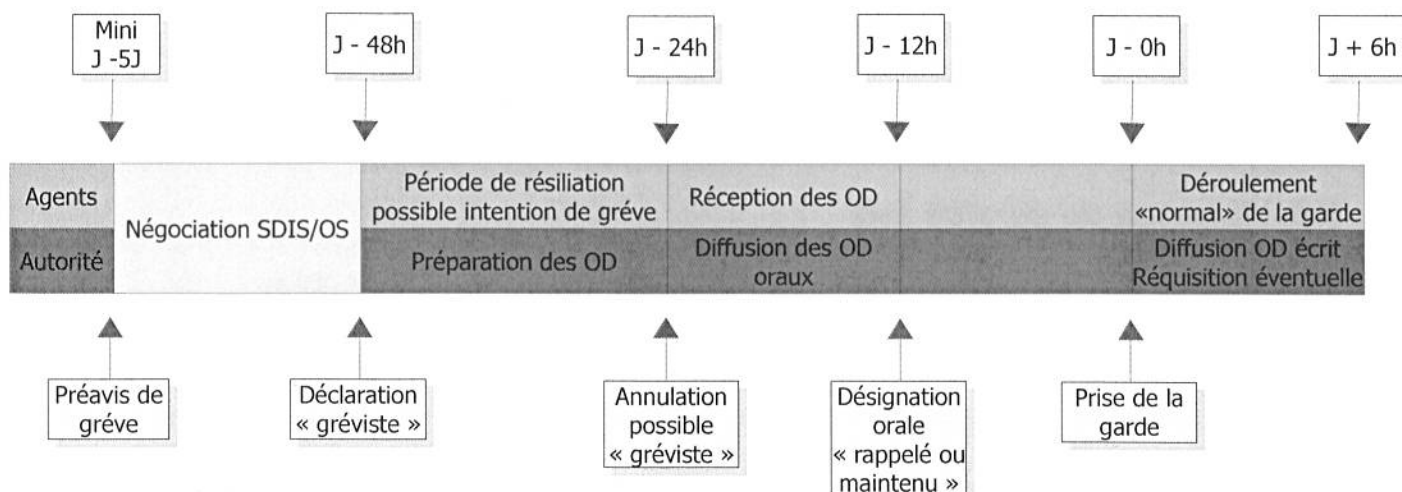 Mini
J -5J
J - 48h
J - 24h
J - 12h
J - 0h
J + 6h
Agents
Autorité
Négociation SDIS/OS
Période de résiliation
possible intention de gréve
Préparation des OD
Réception des OD
Diffusion des OD
oraux
Déroulement
«normal» de la garde
Diffusion OD écrit
Réquisition éventuelle
Préavis de
gréve
Déclaration
« gréviste »
Annulation
possible
« gréviste »
Désignation
orale
« rappelé ou
maintenu »
Prise de la
garde